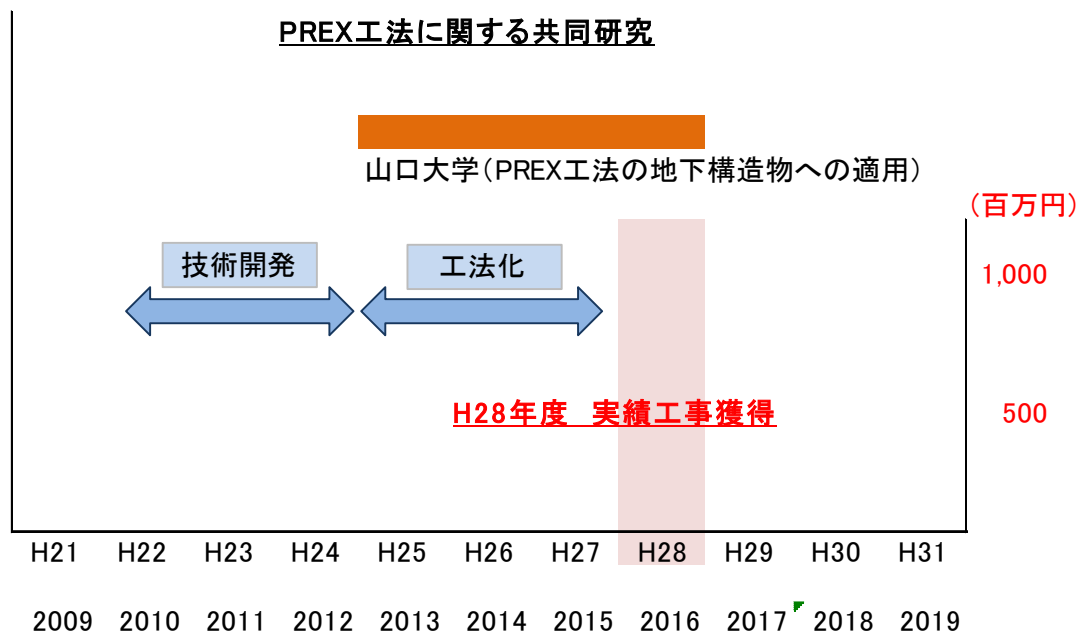 PREX工法に関する共同研究
山口大学(PREX工法の地下構造物への適用)
(百万円)
技術開発
工法化
1,000
H28年度 実績工事獲得
500
H21 H22 H23 H24 H25 H26 H27 H28 H29 H30 H31
2009 2010 2011 2012 2013 2014 2015 2016 2017 2018 2019